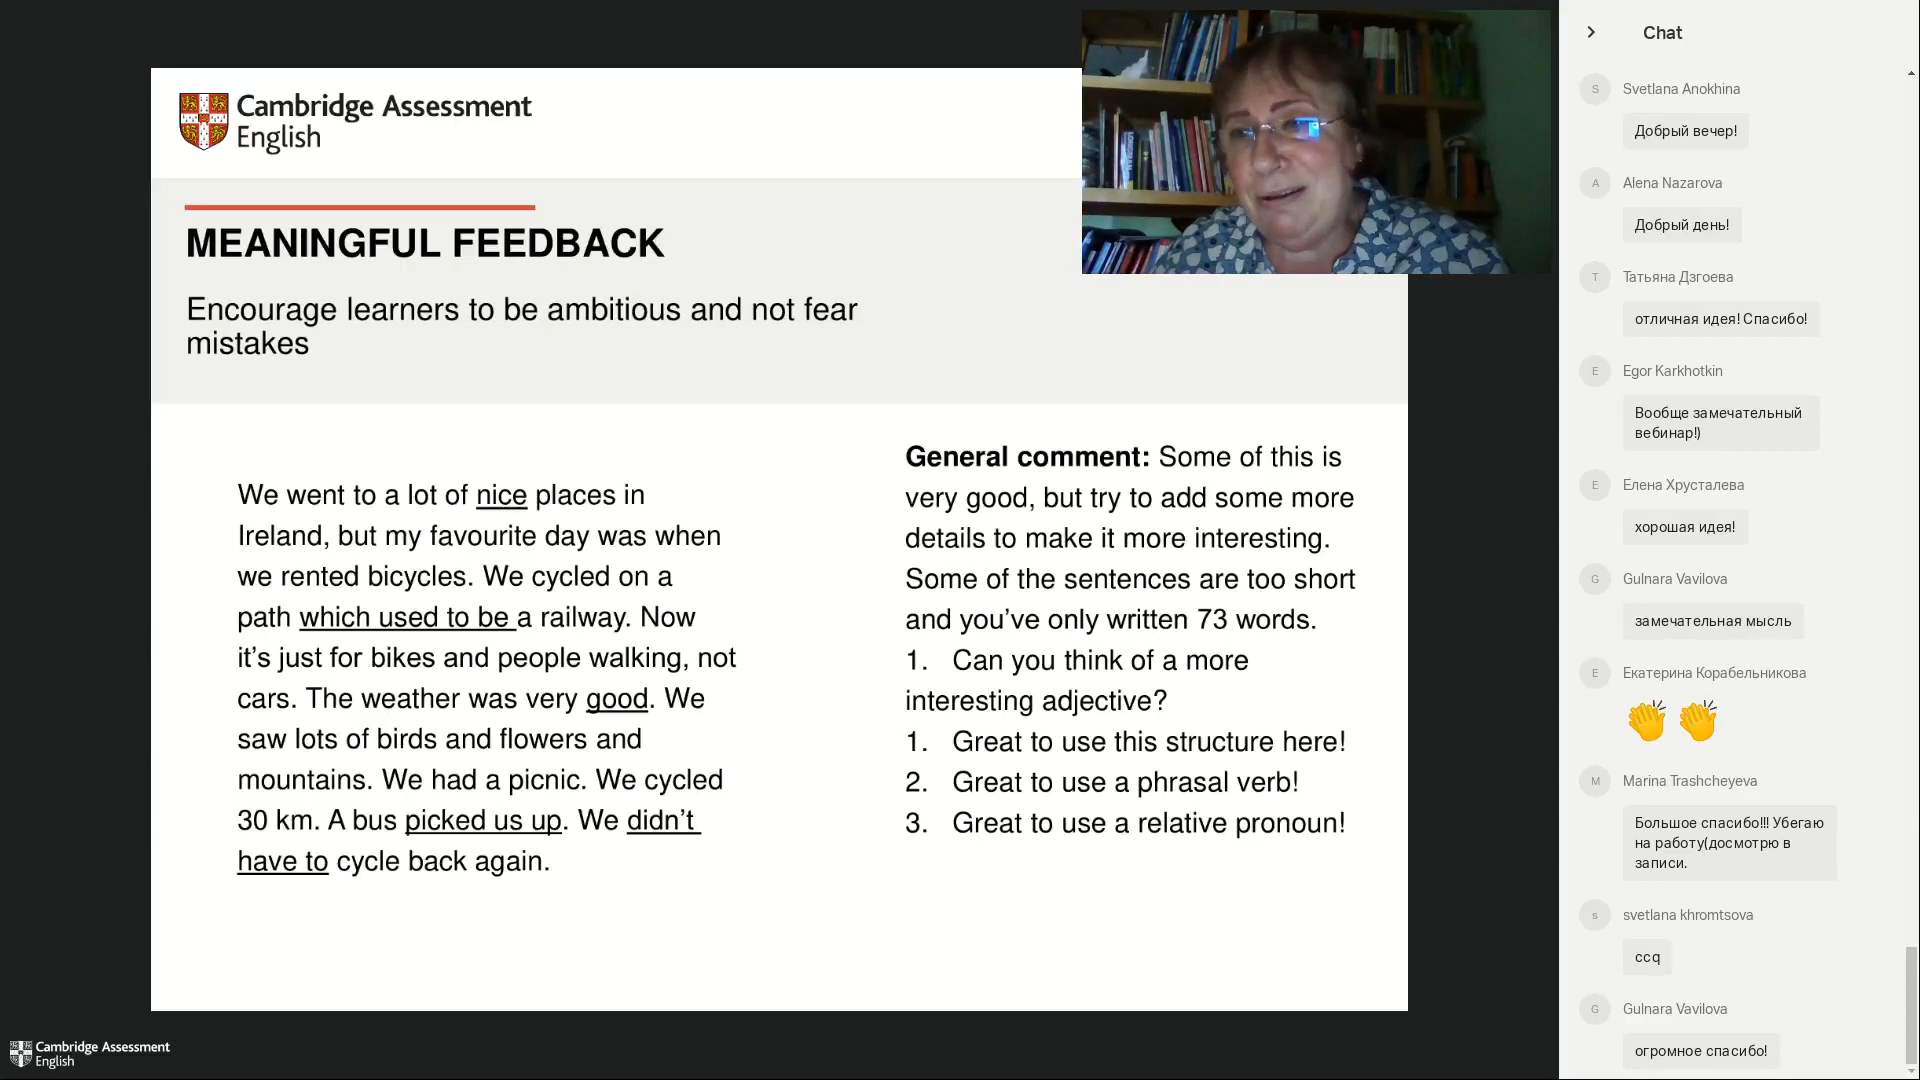 Cambridge Assessment
English
MEANINGFUL FEEDBACK
Encourage learners to be ambitious and not fear
mistakes
We went to a lot of nice places in
Ireland, but my favourite day was when
we rented bicycles. We cycled on a
path which used to be a railway. Now
it’s just for bikes and people walking, not
cars. The weather was very good. We
saw lots of birds and flowers and
mountains. We had a picnic. We cycled
30 km. A bus picked us up. We didn’t
have to cycle back again.
General comment: Some of this is
very good, but try to add some more
details to make it more interesting.
Some of the sentences are too short
and you’ve only written 73 words.
1. Can you think of a more
interesting adjective?
1. Great to use this structure here!
2. Great to use a phrasal verb!
3. Great to use a relative pronoun!
Cambridge Assessment
English
Chat
S Svetlana Anokhina
Добрый вечер!
A Alena Nazarova
Добрый день!
Т Татьяна Дзгоева
отличная идея! Спасибо!
E Egor Karkhotkin
Вообще замечательный
вебинар!)
Е Елена Хрусталева
хорошая идея!
G Gulnara Vavilova
замечательная мысль
Е Екатерина Корабельникова
👏 👏
M Marina Trashcheyeva
Большое спасибо!!! Убегаю
на работу(досмотрю в
записи.
s svetlana khromtsova
ccq
G Gulnara Vavilova
огромное спасибо!